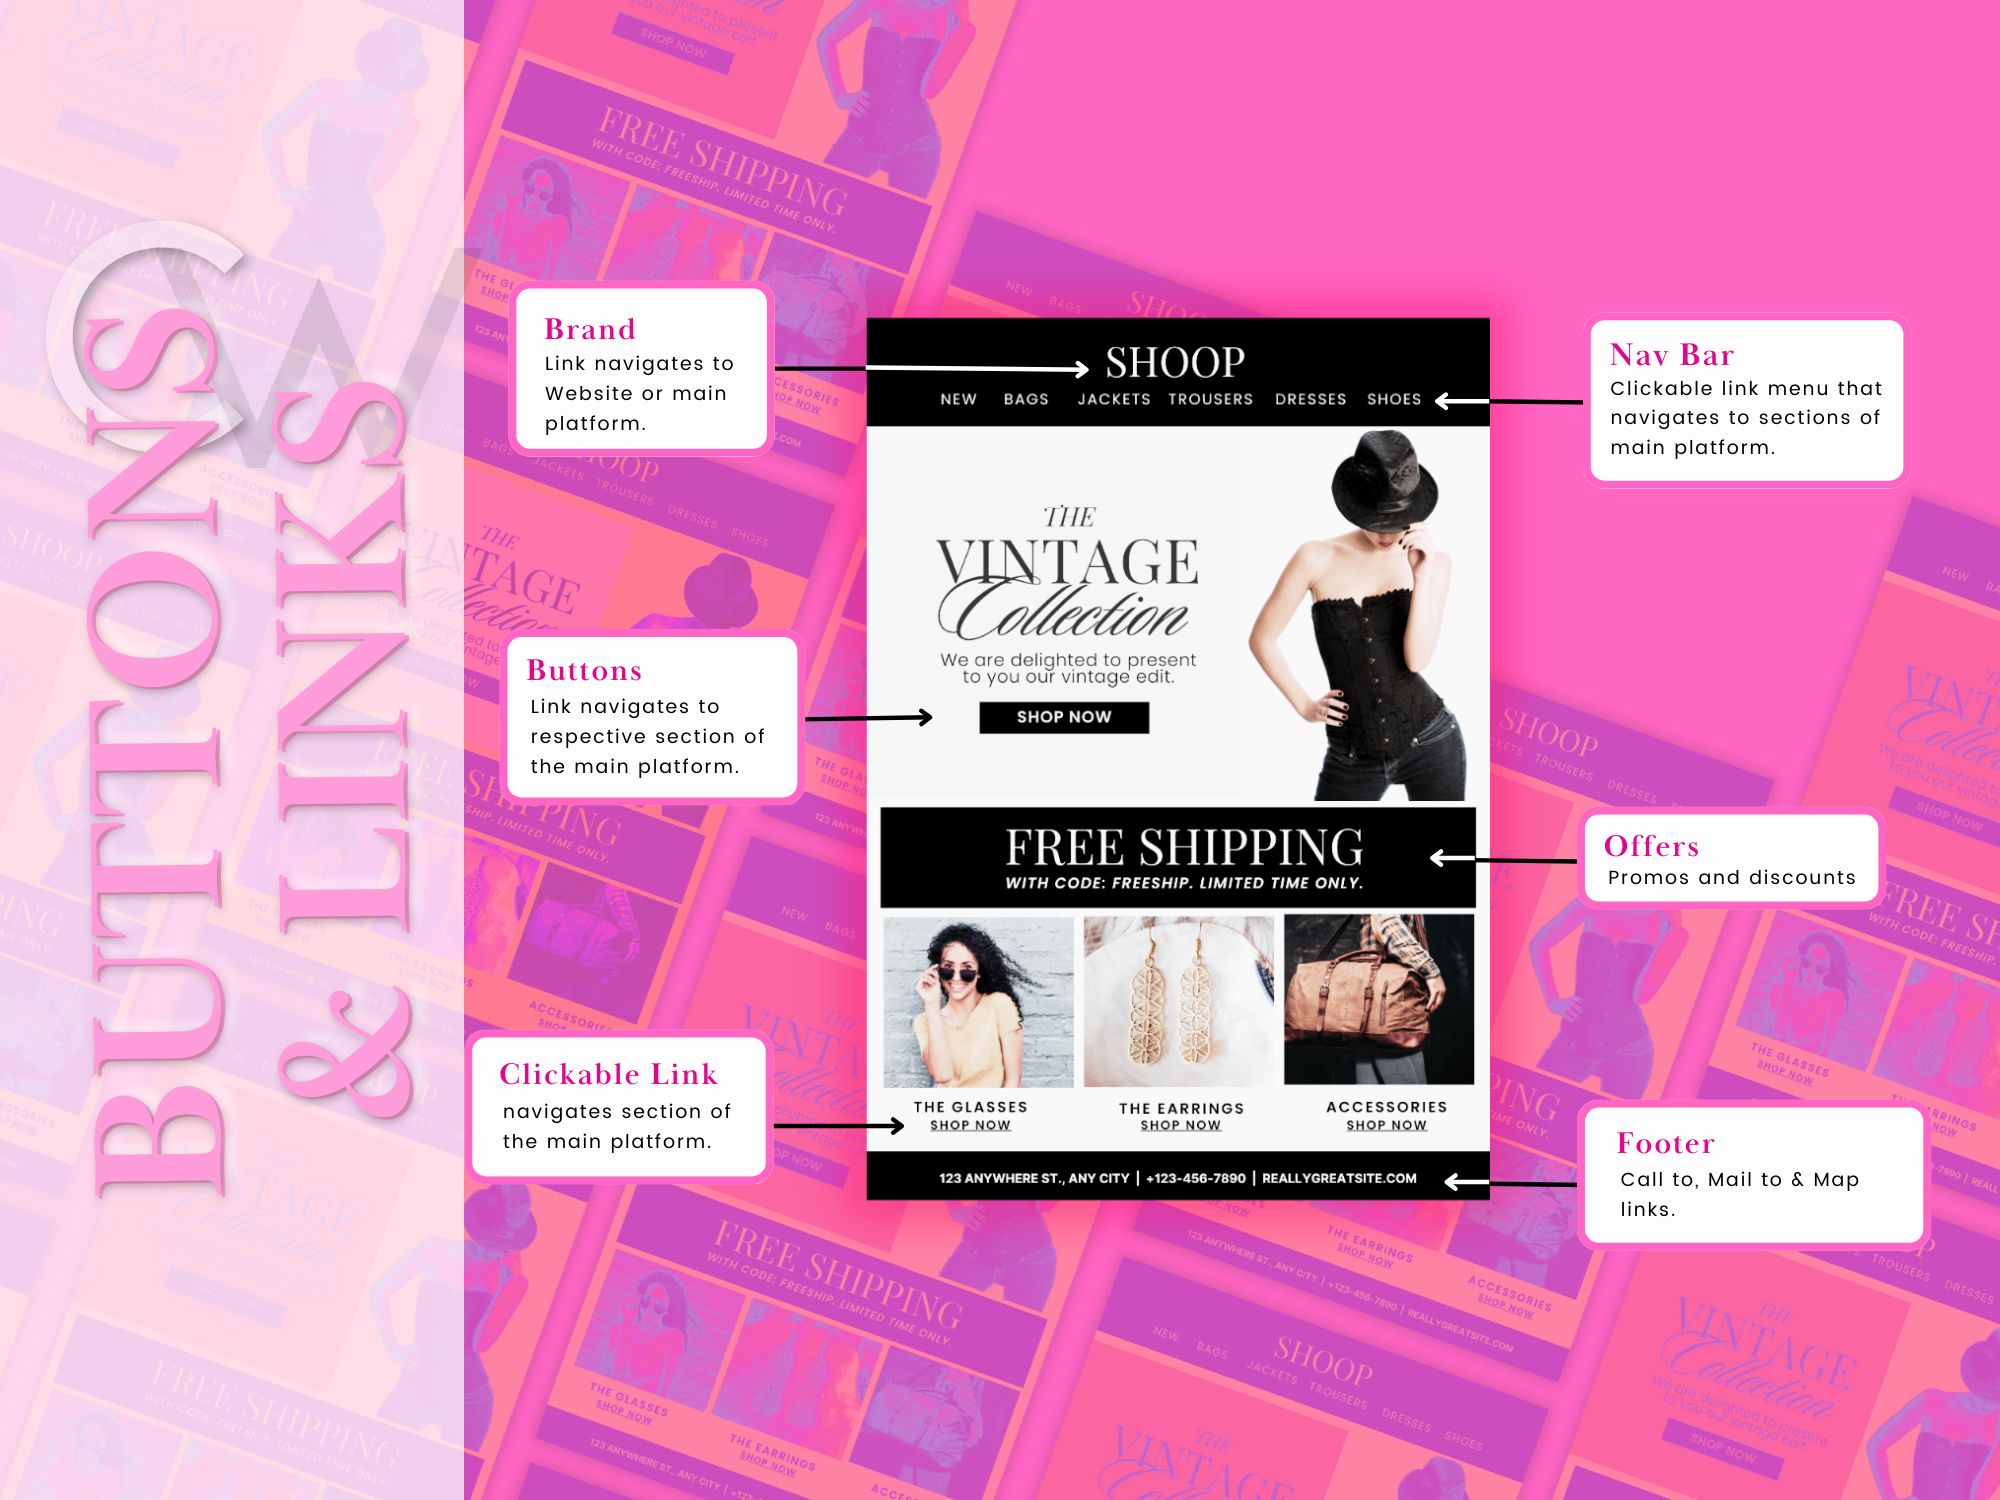 BUTTONS
& LINKS
CW
Brand
Link navigates to
Website or main
platform.
Buttons
Link navigates to
respective section of
the main platform.
Clickable Link
navigates section of
the main platform.
SHOOP
NEW BAGS JACKETS TROUSERS DRESSES SHOES
THE
VINTAGE
Collection
We are delighted to present
to you our vintage edit.
SHOP NOW
FREE SHIPPING
WITH CODE: FREESHIP. LIMITED TIME ONLY.
THE GLASSES
SHOP NOW
THE EARRINGS
SHOP NOW
ACCESSORIES
SHOP NOW
123 ANYWHERE ST., ANY CITY | +123-456-7890 | REALLYGREATSITE.COM
Nav Bar
Clickable link menu that
navigates to sections of
main platform.
Offers
Promos and discounts
Footer
Call to, Mail to & Map
links.